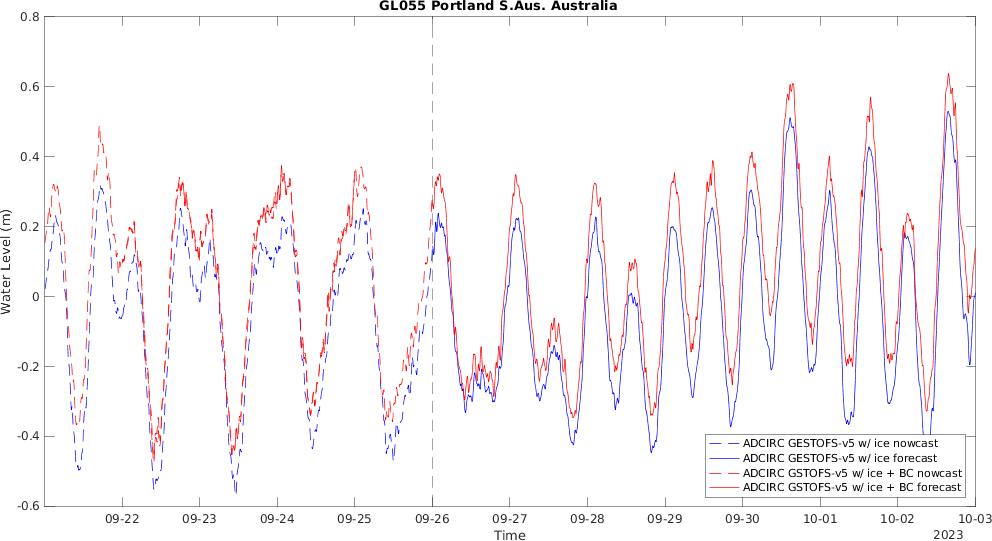 GL055 Portland S.Aus. Australia
0.8
0.6
0.4
0.2
0
-0.2
-0.4
-0.6
Water Level (m)
ADCIRC GESTOFS-v5 w/ ice nowcast
ADCIRC GESTOFS-v5 w/ ice forecast
ADCIRC GSTOFS-v5 w/ ice + BC nowcast
ADCIRC GSTOFS-v5 w/ ice + BC forecast
09-22 09-23 09-24 09-25 09-26 09-27 09-28 09-29 09-30 10-01 10-02 10-03
Time
2023